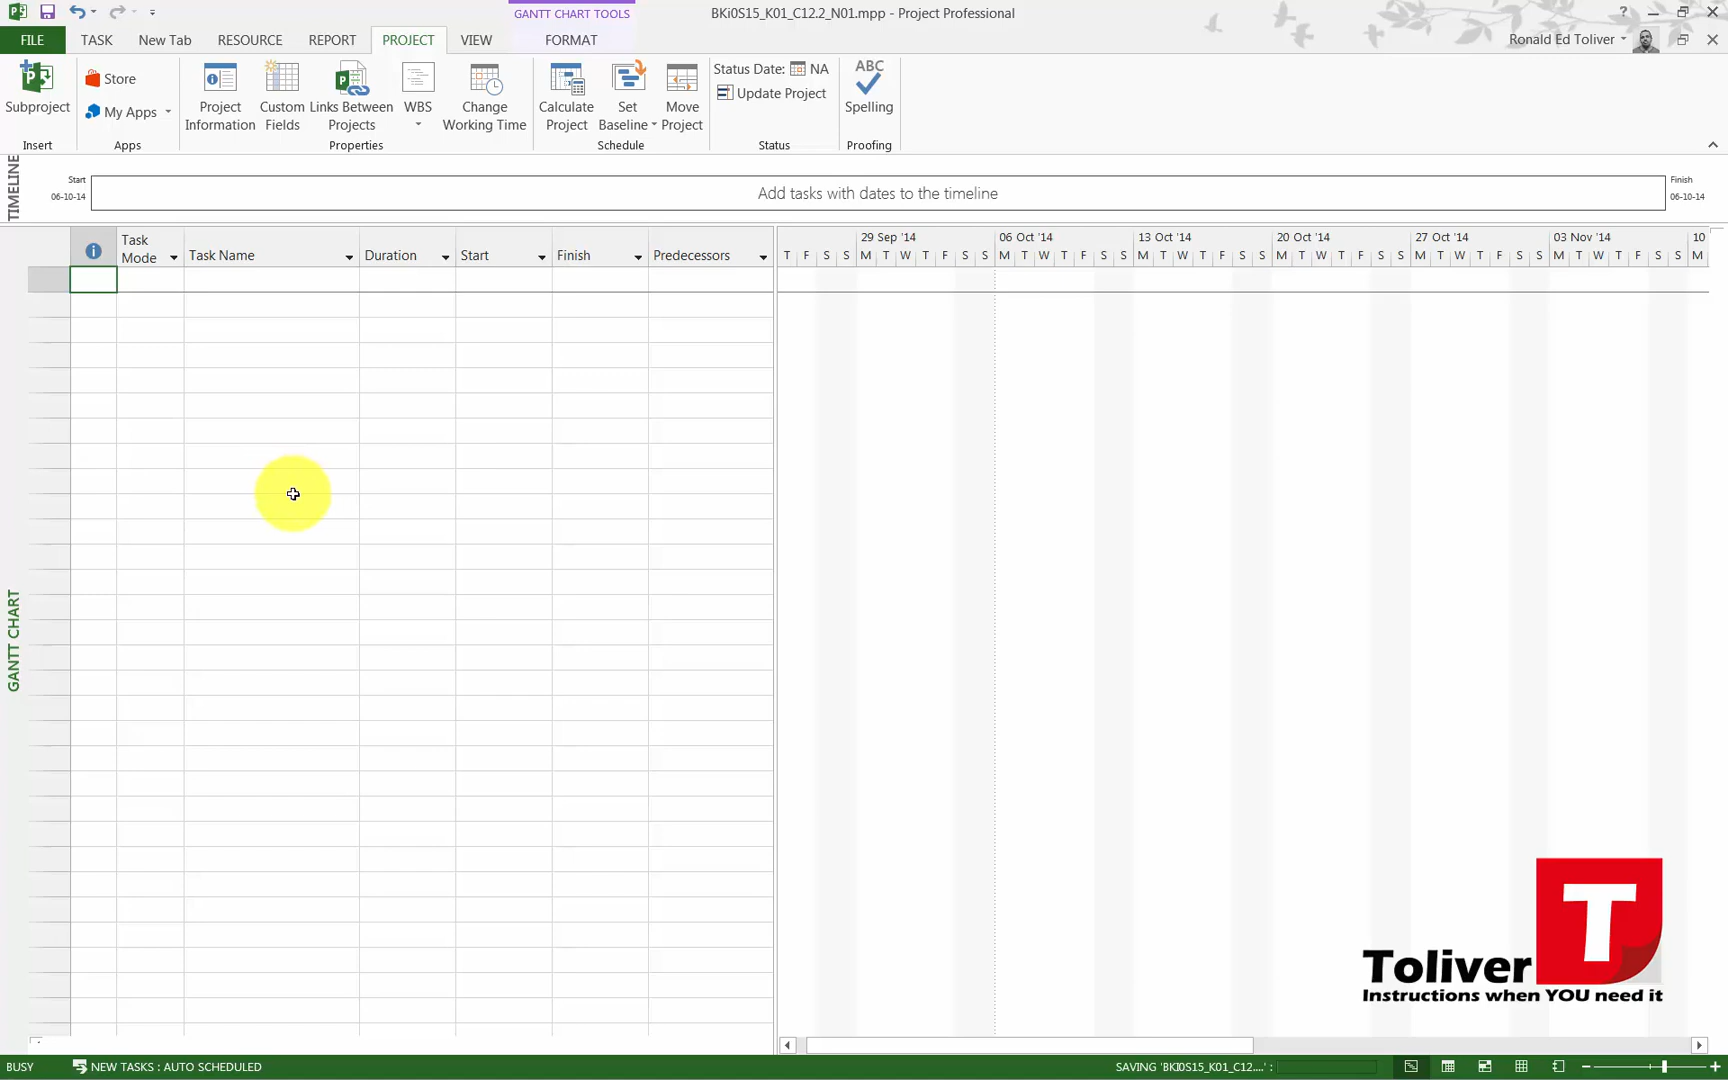 GANTT CHART TOOLS
BKi0S15_K01_C12.2_N01.mpp - Project Professional
?
FILE TASK New Tab RESOURCE REPORT PROJECT VIEW FORMAT
Ronald Ed Toliver
Subproject
Store
My Apps
Project Information
Custom Fields
Links Between Projects
WBS
Change Working Time
Calculate Project
Set Baseline
Move Project
Status Date: NA
Update Project
ABC
Spelling
Insert Apps Properties Schedule Status Proofing
TIMELINE
Start
06-10-14
Add tasks with dates to the timeline
Finish
06-10-14
Task Mode Task Name Duration Start Finish Predecessors
29 Sep '14 06 Oct '14 13 Oct '14 20 Oct '14 27 Oct '14 03 Nov '14 10
T F S S M T W T F S S M T W T F S S M T W T F S S M T W T F S S M T W T F S S M T W T F S S M
GANTT CHART
T
Toliver
Instructions when YOU need it
BUSY NEW TASKS : AUTO SCHEDULED SAVING 'BKI0S15_K01_C12....' :